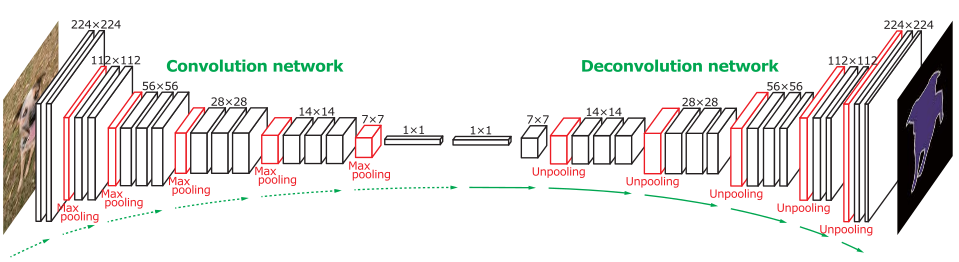 224×224
112×112
Convolution network
56×56
28×28
14×14
7×7
1×1
1×1
Max
pooling
Max
pooling
Max
pooling
Max
pooling
Max
pooling
Deconvolution network
7×7
14×14
28×28
56×56
112×112
224×224
Unpooling
Unpooling
Unpooling
Unpooling
Unpooling